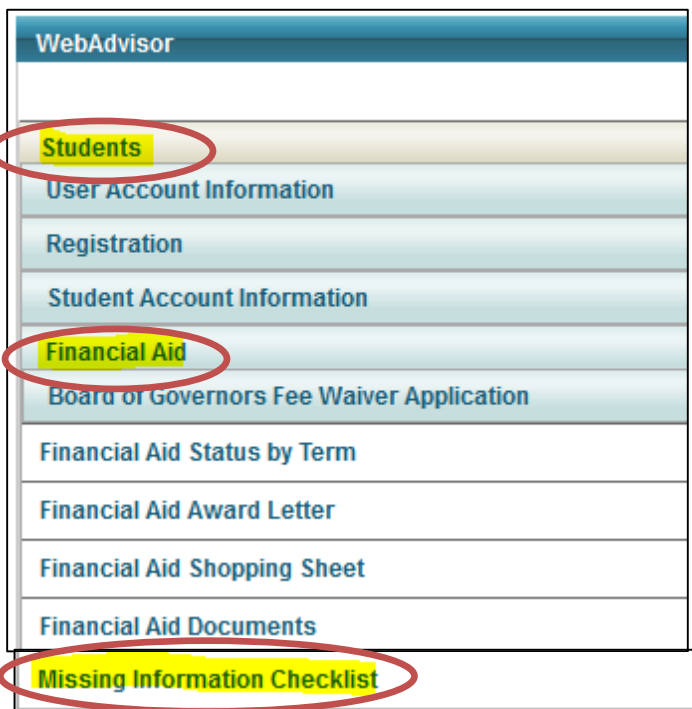 WebAdvisor
Students
User Account Information
Registration
Student Account Information
Financial Aid
Board of Governors Fee Waiver Application
Financial Aid Status by Term
Financial Aid Award Letter
Financial Aid Shopping Sheet
Financial Aid Documents
Missing Information Checklist